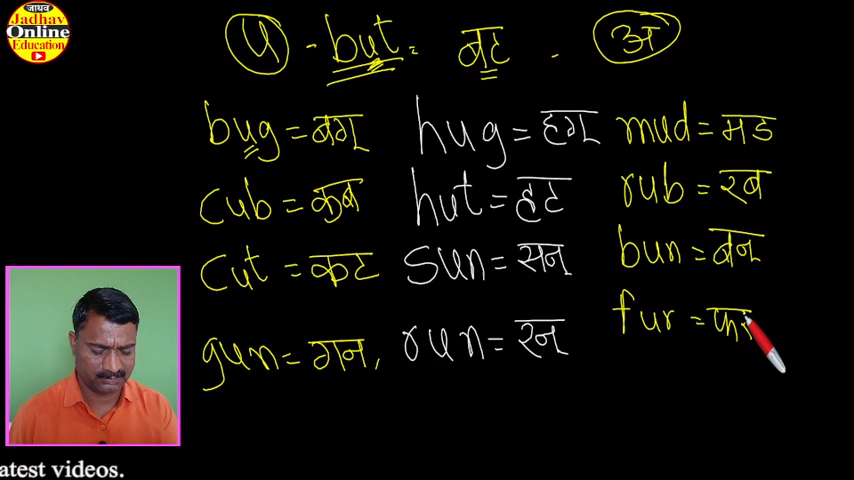 जाधव
Jadhav
Online
Education
u - but = बट - अ
bug = बग् hug = हग् mud = मड
cub = कब hut = हट rub = रब
cut = कट sun = सन् bun = बन्
gun = गन, run = रन् fur = फर
atest videos.